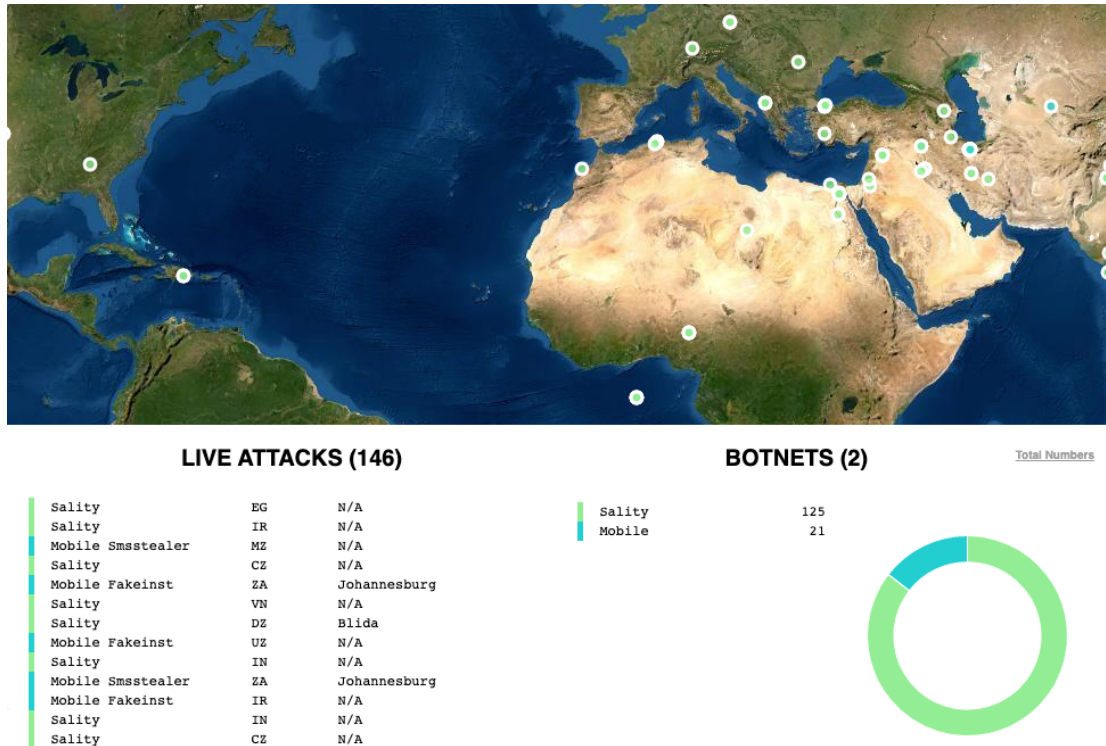 LIVE ATTACKS (146)
Sality EG N/A
Sality IR N/A
Mobile Smsstealer MZ N/A
Sality CZ N/A
Mobile Fakeinst ZA Johannesburg
Sality VN N/A
Sality DZ Blida
Mobile Fakeinst UZ N/A
Sality IN N/A
Mobile Smsstealer ZA Johannesburg
Mobile Fakeinst IR N/A
Sality IN N/A
Sality CZ N/A
BOTNETS (2)
Total Numbers
Sality 125
Mobile 21